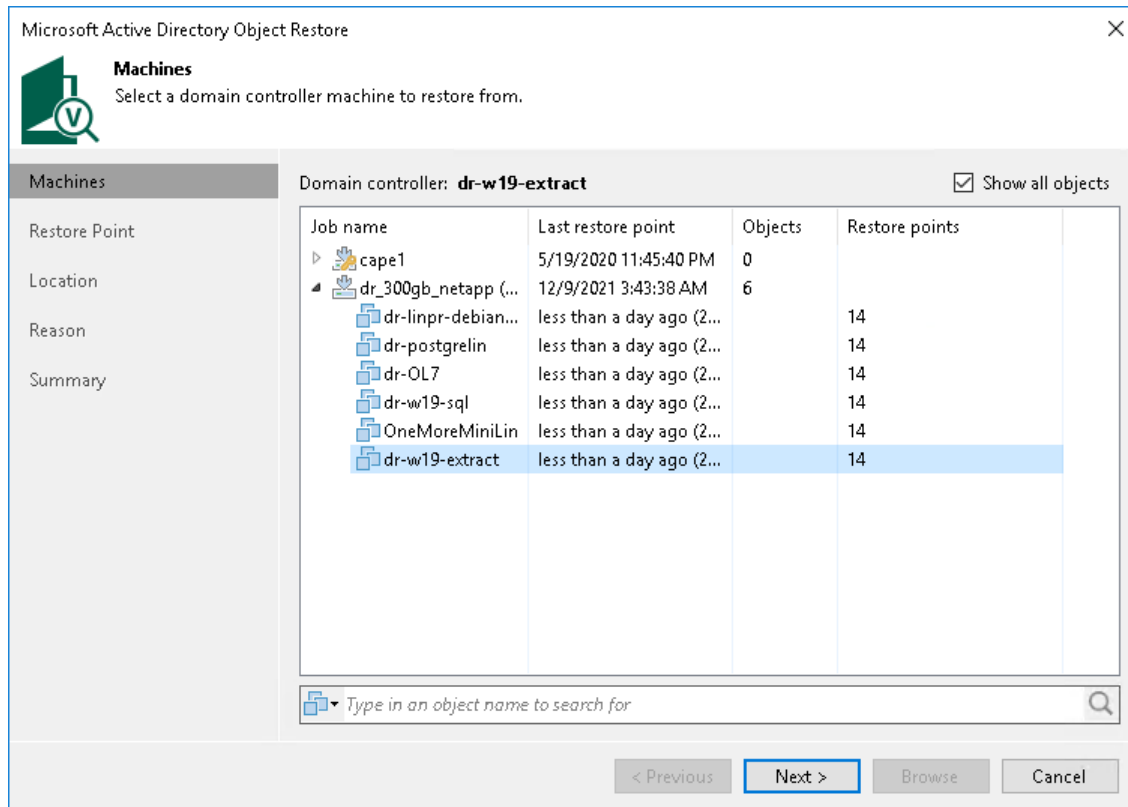 Microsoft Active Directory Object Restore
Machines
Select a domain controller machine to restore from.
Machines
Restore Point
Location
Reason
Summary
Domain controller: dr-w19-extract
Show all objects
Job name Last restore point Objects Restore points
cape1 5/19/2020 11:45:40 PM 0
dr_300gb_netapp (... 12/9/2021 3:43:38 AM 6
dr-linpr-debian... less than a day ago (2... 14
dr-postgrelin less than a day ago (2... 14
dr-OL7 less than a day ago (2... 14
dr-w19-sql less than a day ago (2... 14
OneMoreMiniLin less than a day ago (2... 14
dr-w19-extract less than a day ago (2... 14
Type in an object name to search for
< Previous Next > Browse Cancel